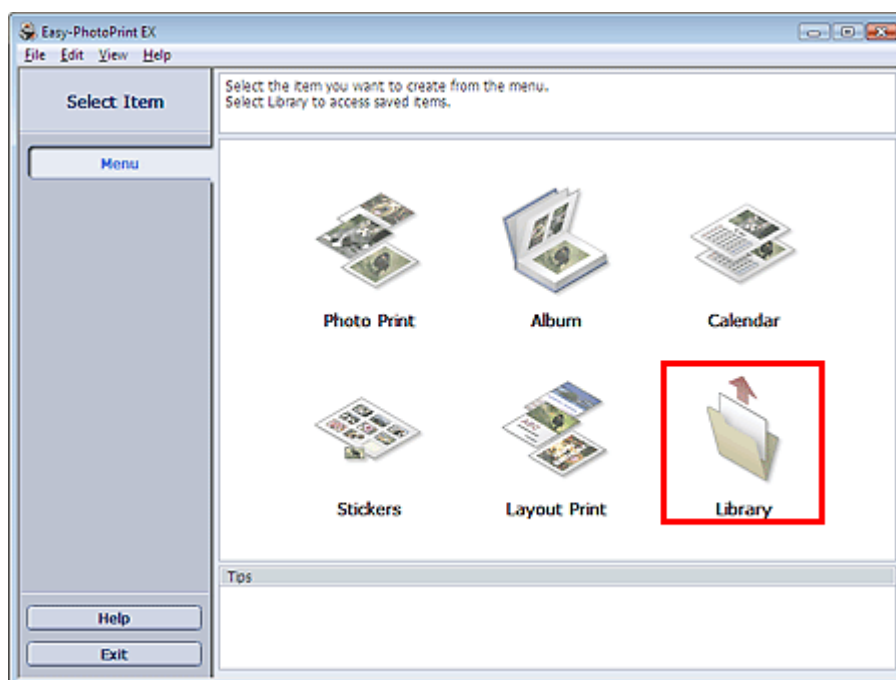 Easy-PhotoPrint EX
File Edit View Help
Select Item
Select the item you want to create from the menu.
Select Library to access saved items.
Menu
Photo Print
Album
Calendar
Stickers
Layout Print
Library
Tips
Help
Exit